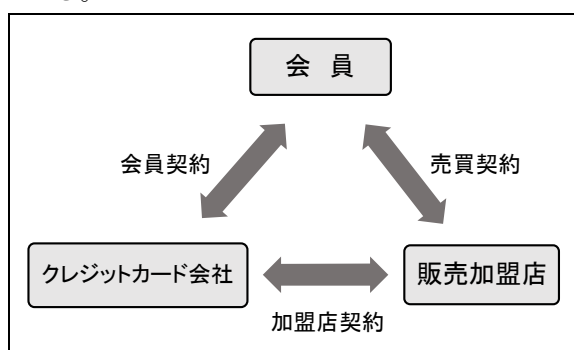 る。
会 員
会員契約
売買契約
クレジットカード会社
販売加盟店
加盟店契約